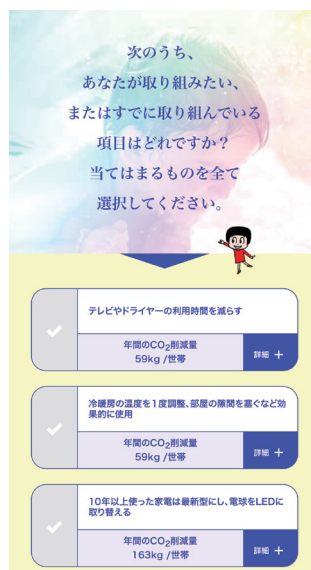 次のうち、
あなたが取り組みたい、
またはすでに取り組んでいる
項目はどれですか？
当てはまるものを全て
選択してください。
テレビやドライヤーの利用時間を減らす
年間のCO₂削減量
59kg /世帯
詳細 ＋
冷暖房の温度を1度調整、部屋の隙間を塞ぐなど効
果的に使用
年間のCO₂削減量
59kg /世帯
詳細 ＋
10年以上使った家電は最新型にし、電球をLEDに
取り替える
年間のCO₂削減量
163kg /世帯
詳細 ＋